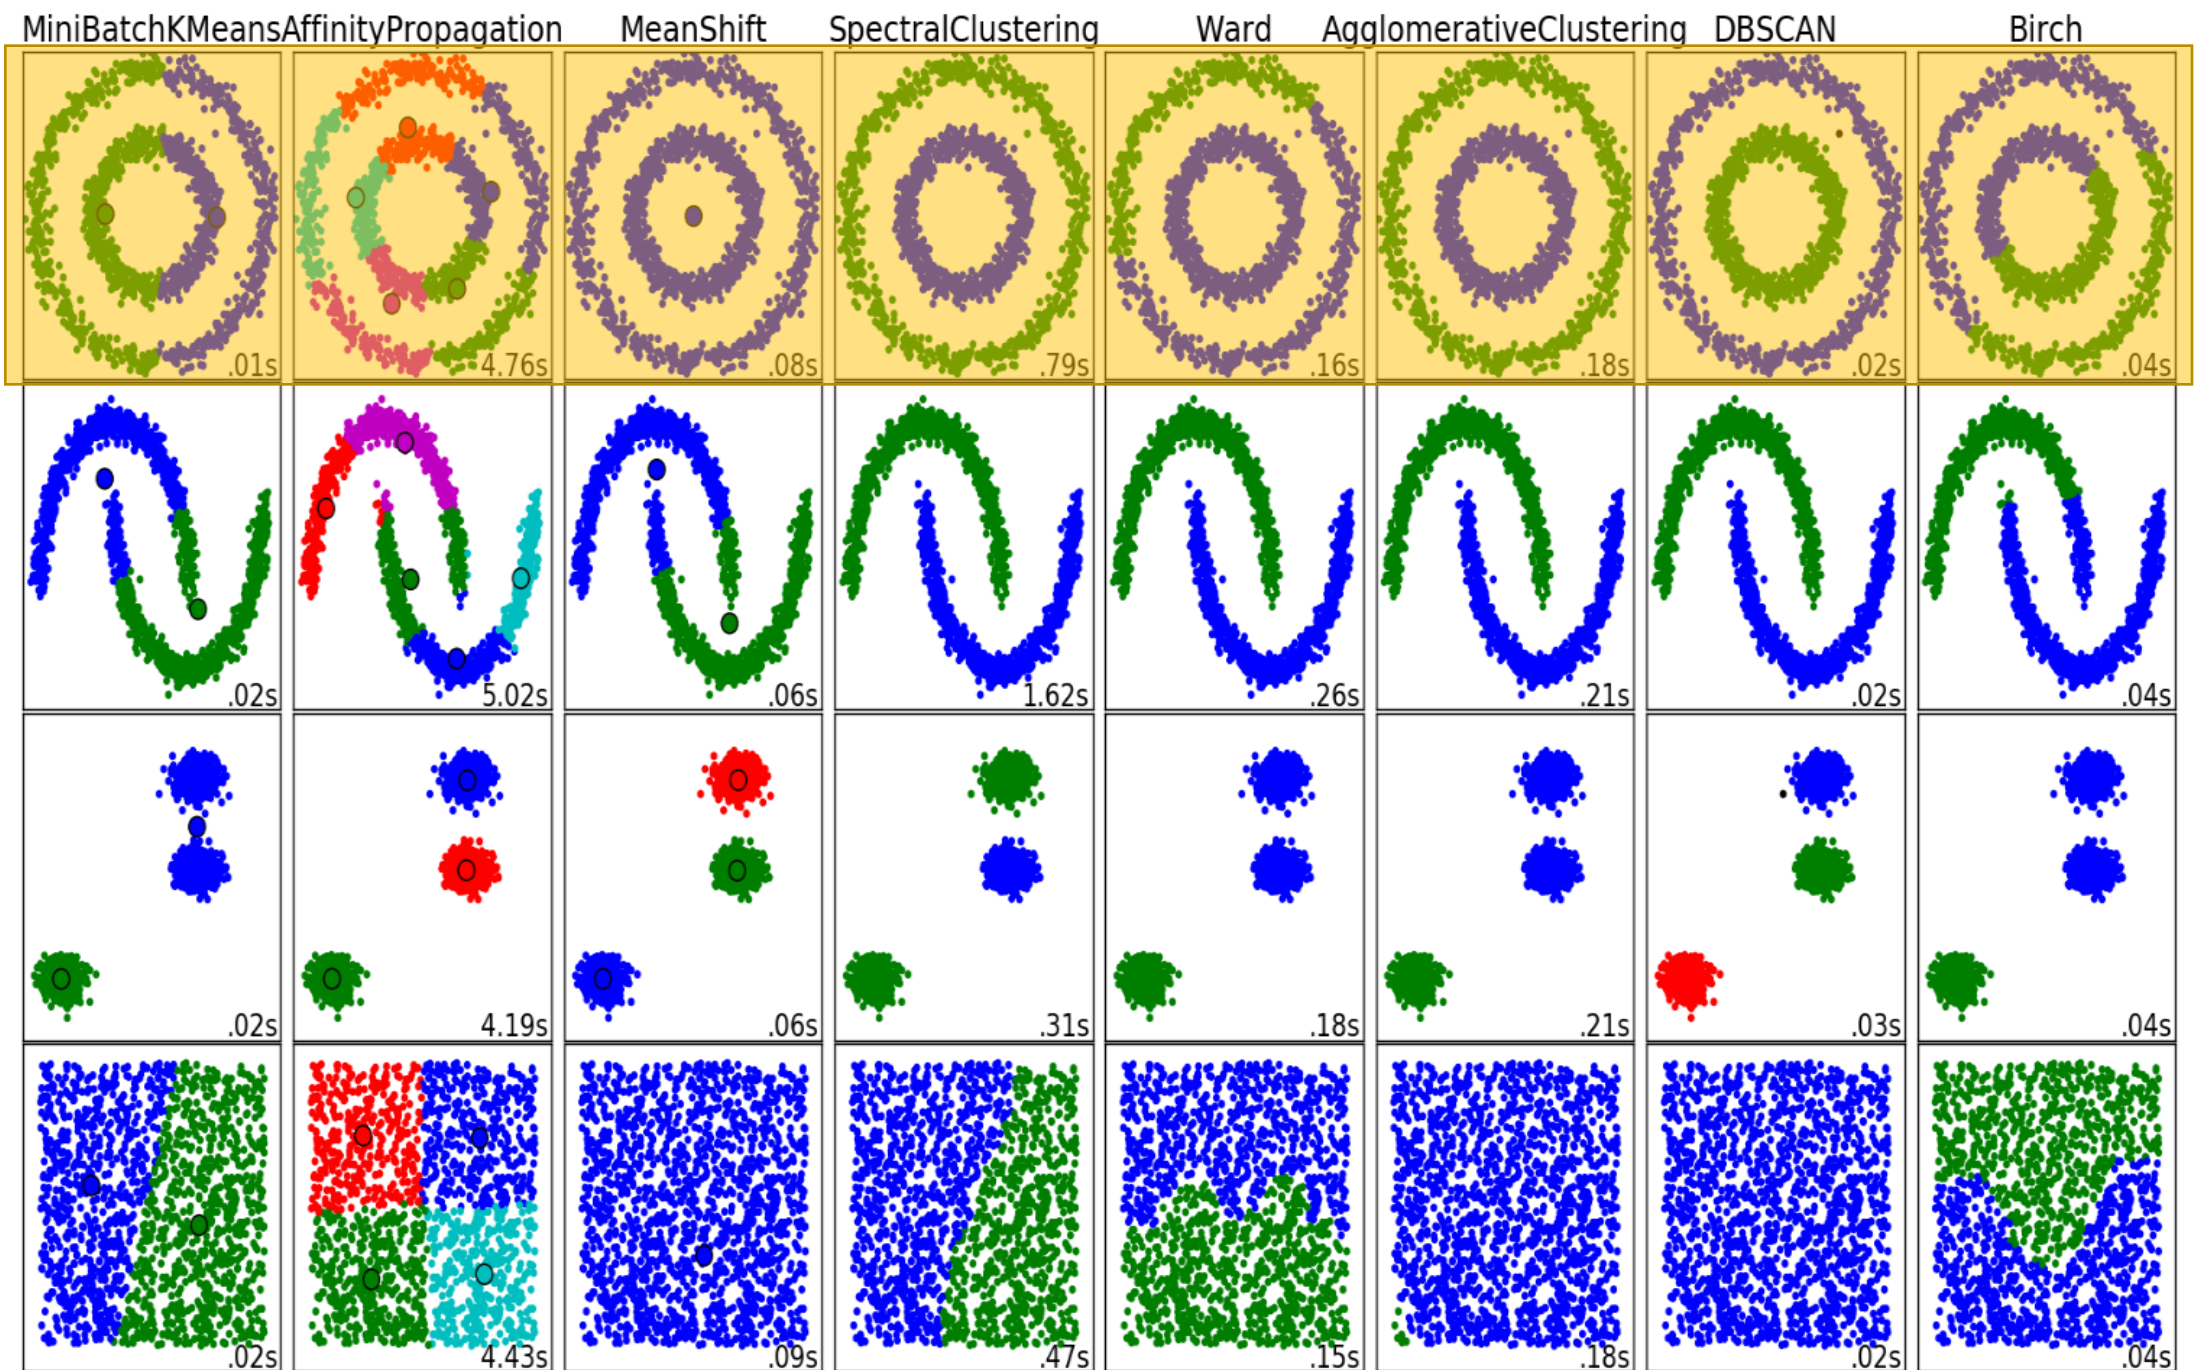 MiniBatchKMeans AffinityPropagation MeanShift SpectralClustering Ward AgglomerativeClustering DBSCAN Birch
.01s 4.76s .08s .79s .16s .18s .02s .04s
.02s 5.02s .06s 1.62s .26s .21s .02s .04s
.02s 4.19s .06s .31s .18s .21s .03s .04s
.02s 4.43s .09s .47s .15s .18s .02s .04s